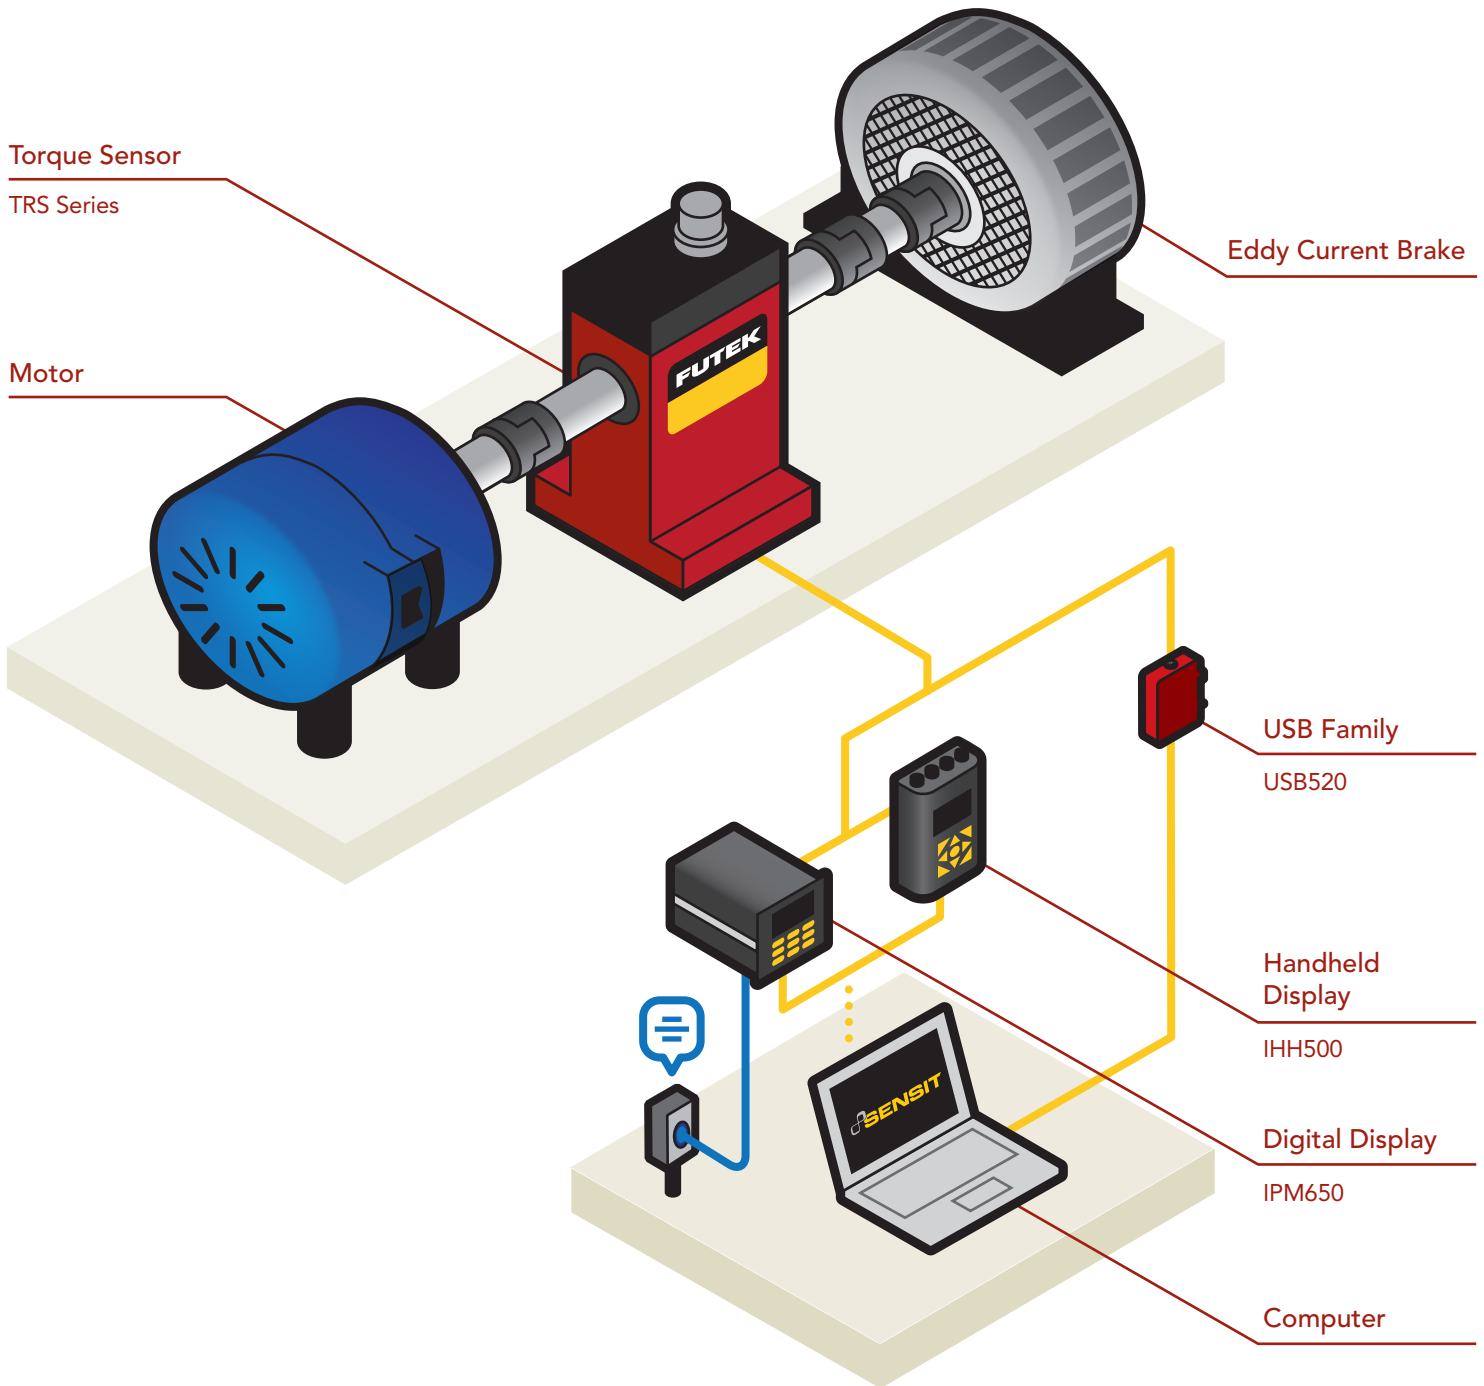 Torque Sensor
TRS Series
Eddy Current Brake
Motor
FUTEK
USB Family
USB520
Handheld
Display
IHH500
SENSIT
Digital Display
IPM650
Computer